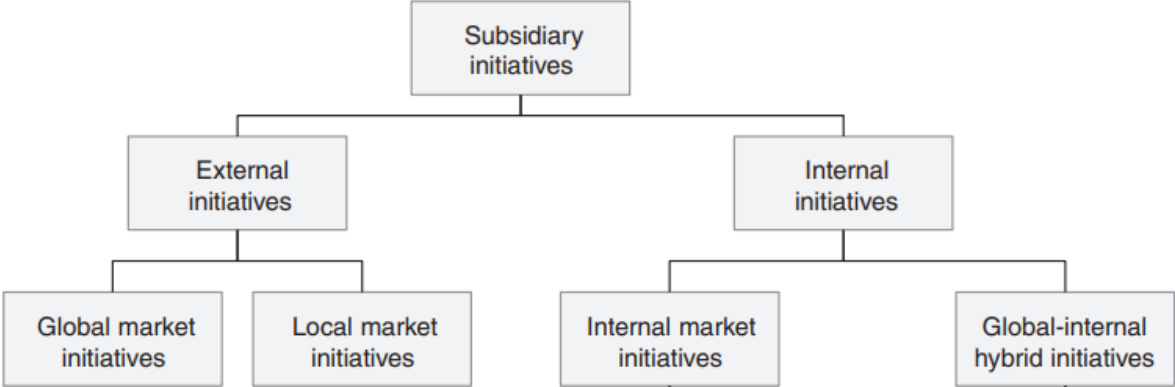 Subsidiary
initiatives
External
initiatives
Internal
initiatives
Global market
initiatives
Local market
initiatives
Internal market
initiatives
Global-internal
hybrid initiatives